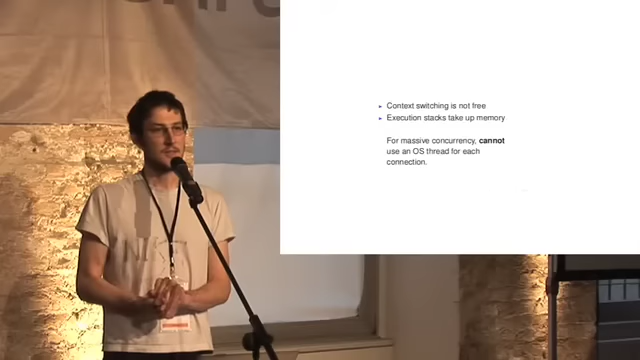 Context switching is not free
Execution stacks take up memory
For massive concurrency, cannot
use an OS thread for each
connection.